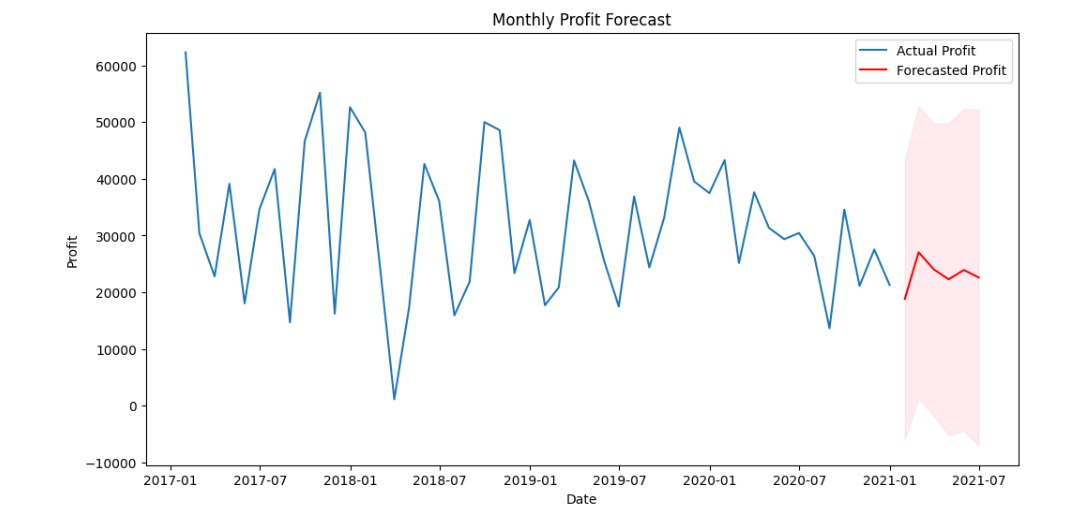 Monthly Profit Forecast
Actual Profit
Forecasted Profit
60000
50000
40000
30000
20000
10000
0
−10000
Profit
2017-01 2017-07 2018-01 2018-07 2019-01 2019-07 2020-01 2020-07 2021-01 2021-07
Date